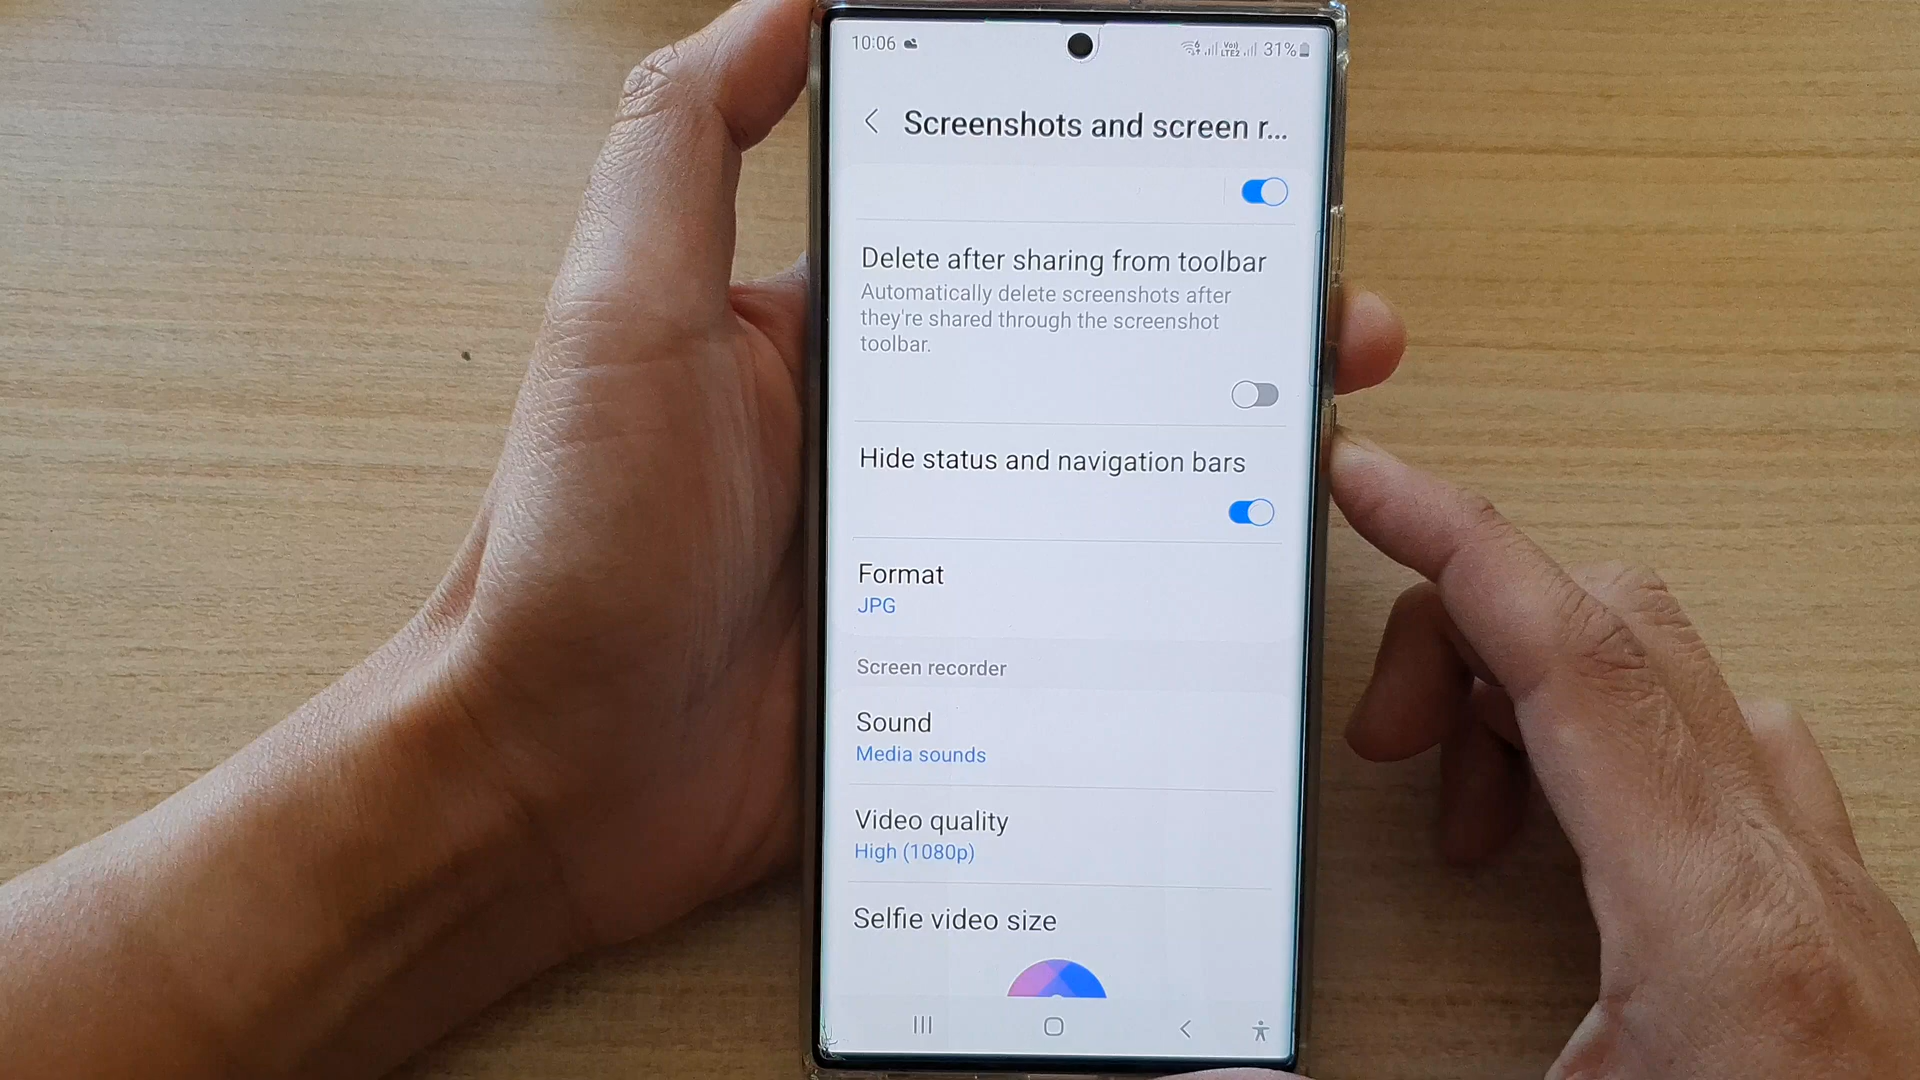 10:06
Vo)) LTE2 31%
Screenshots and screen r...
Delete after sharing from toolbar
Automatically delete screenshots after
they're shared through the screenshot
toolbar.
Hide status and navigation bars
Format
JPG
Screen recorder
Sound
Media sounds
Video quality
High (1080p)
Selfie video size